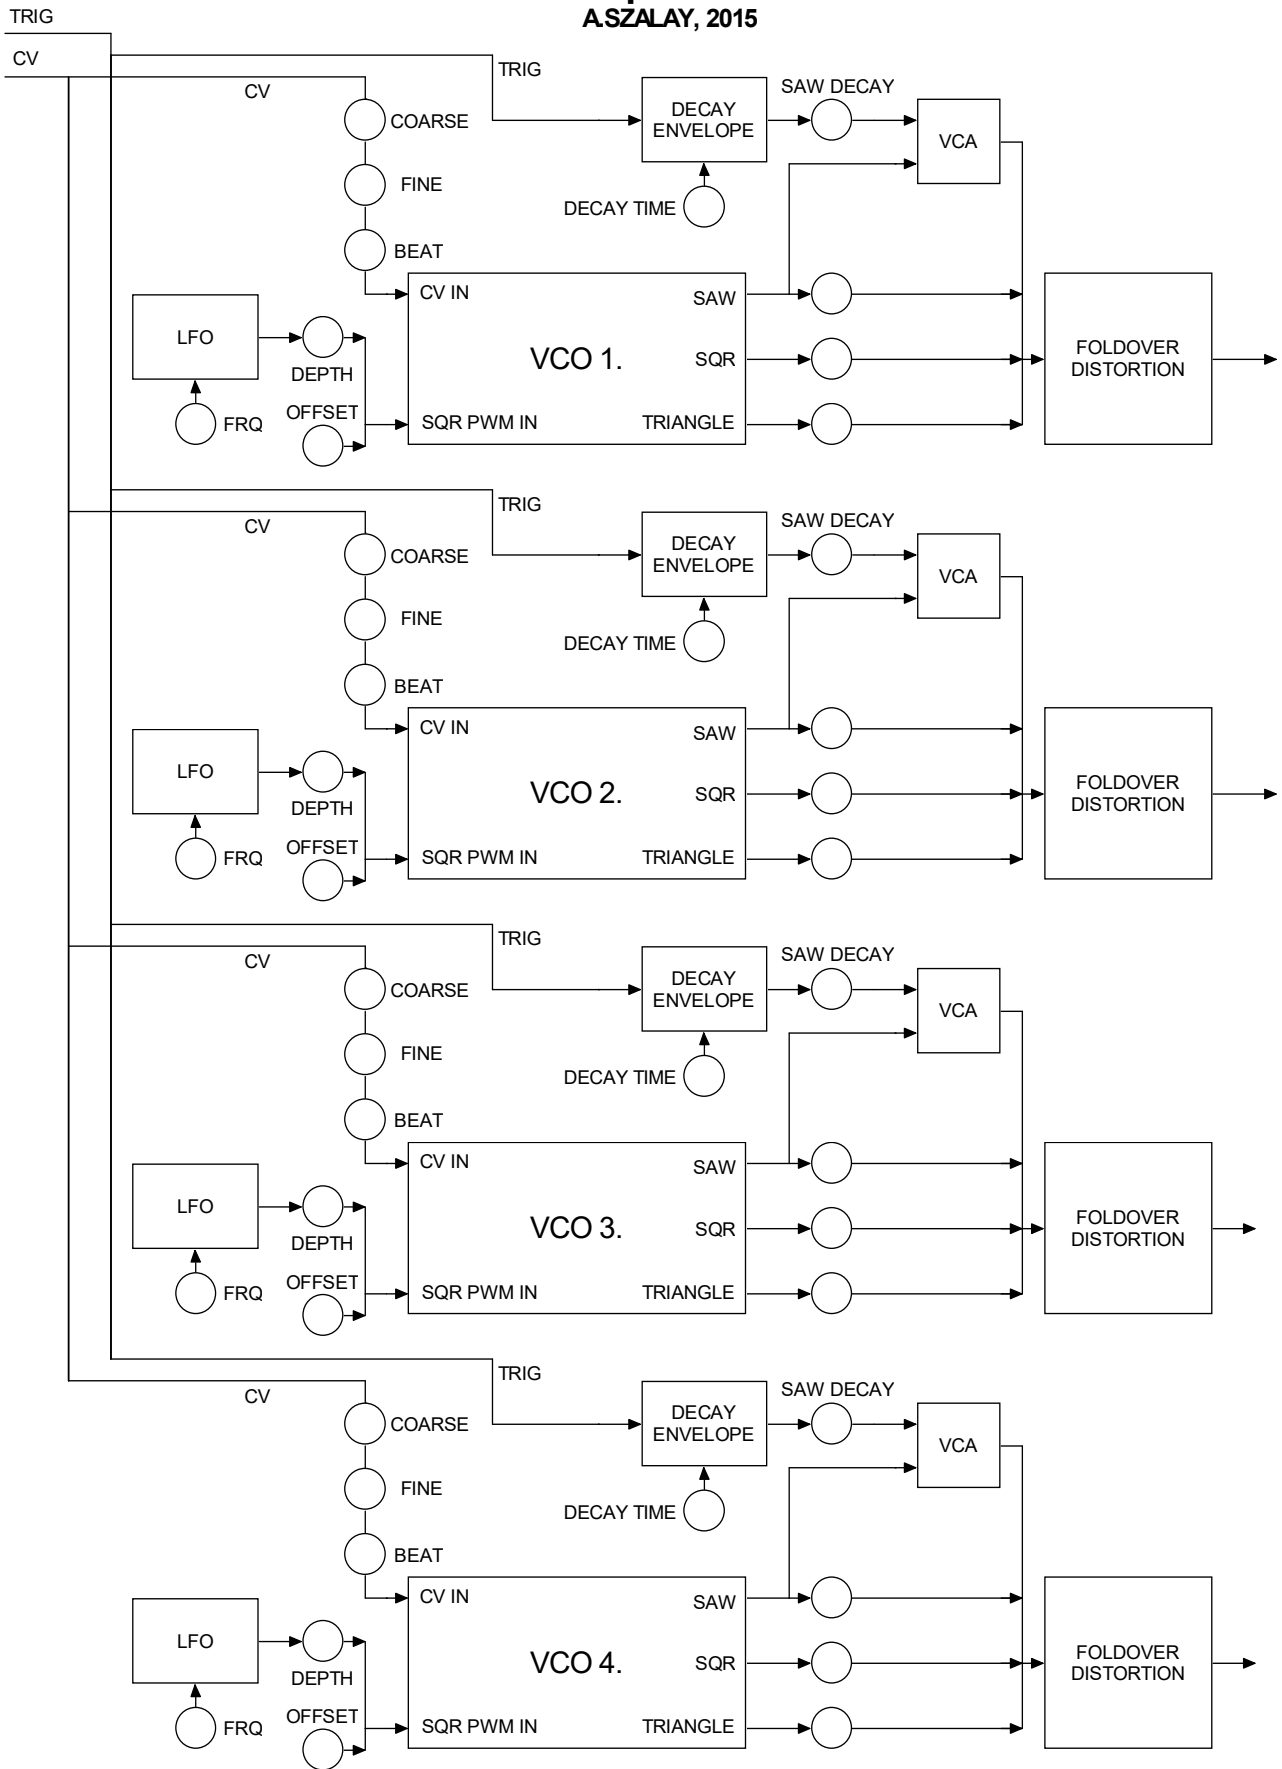 A.SZALAY, 2015
TRIG
CV
CV
TRIG
COARSE
FINE
BEAT
DECAY
ENVELOPE
SAW DECAY
VCA
DECAY TIME
LFO
DEPTH
FRQ
OFFSET
CV IN
SAW
VCO 1.
SQR
SQR PWM IN
TRIANGLE
FOLDOVER
DISTORTION
CV
TRIG
COARSE
FINE
BEAT
DECAY
ENVELOPE
SAW DECAY
VCA
DECAY TIME
LFO
DEPTH
FRQ
OFFSET
CV IN
SAW
VCO 2.
SQR
SQR PWM IN
TRIANGLE
FOLDOVER
DISTORTION
CV
TRIG
COARSE
FINE
BEAT
DECAY
ENVELOPE
SAW DECAY
VCA
DECAY TIME
LFO
DEPTH
FRQ
OFFSET
CV IN
SAW
VCO 3.
SQR
SQR PWM IN
TRIANGLE
FOLDOVER
DISTORTION
CV
TRIG
COARSE
FINE
BEAT
DECAY
ENVELOPE
SAW DECAY
VCA
DECAY TIME
LFO
DEPTH
FRQ
OFFSET
CV IN
SAW
VCO 4.
SQR
SQR PWM IN
TRIANGLE
FOLDOVER
DISTORTION